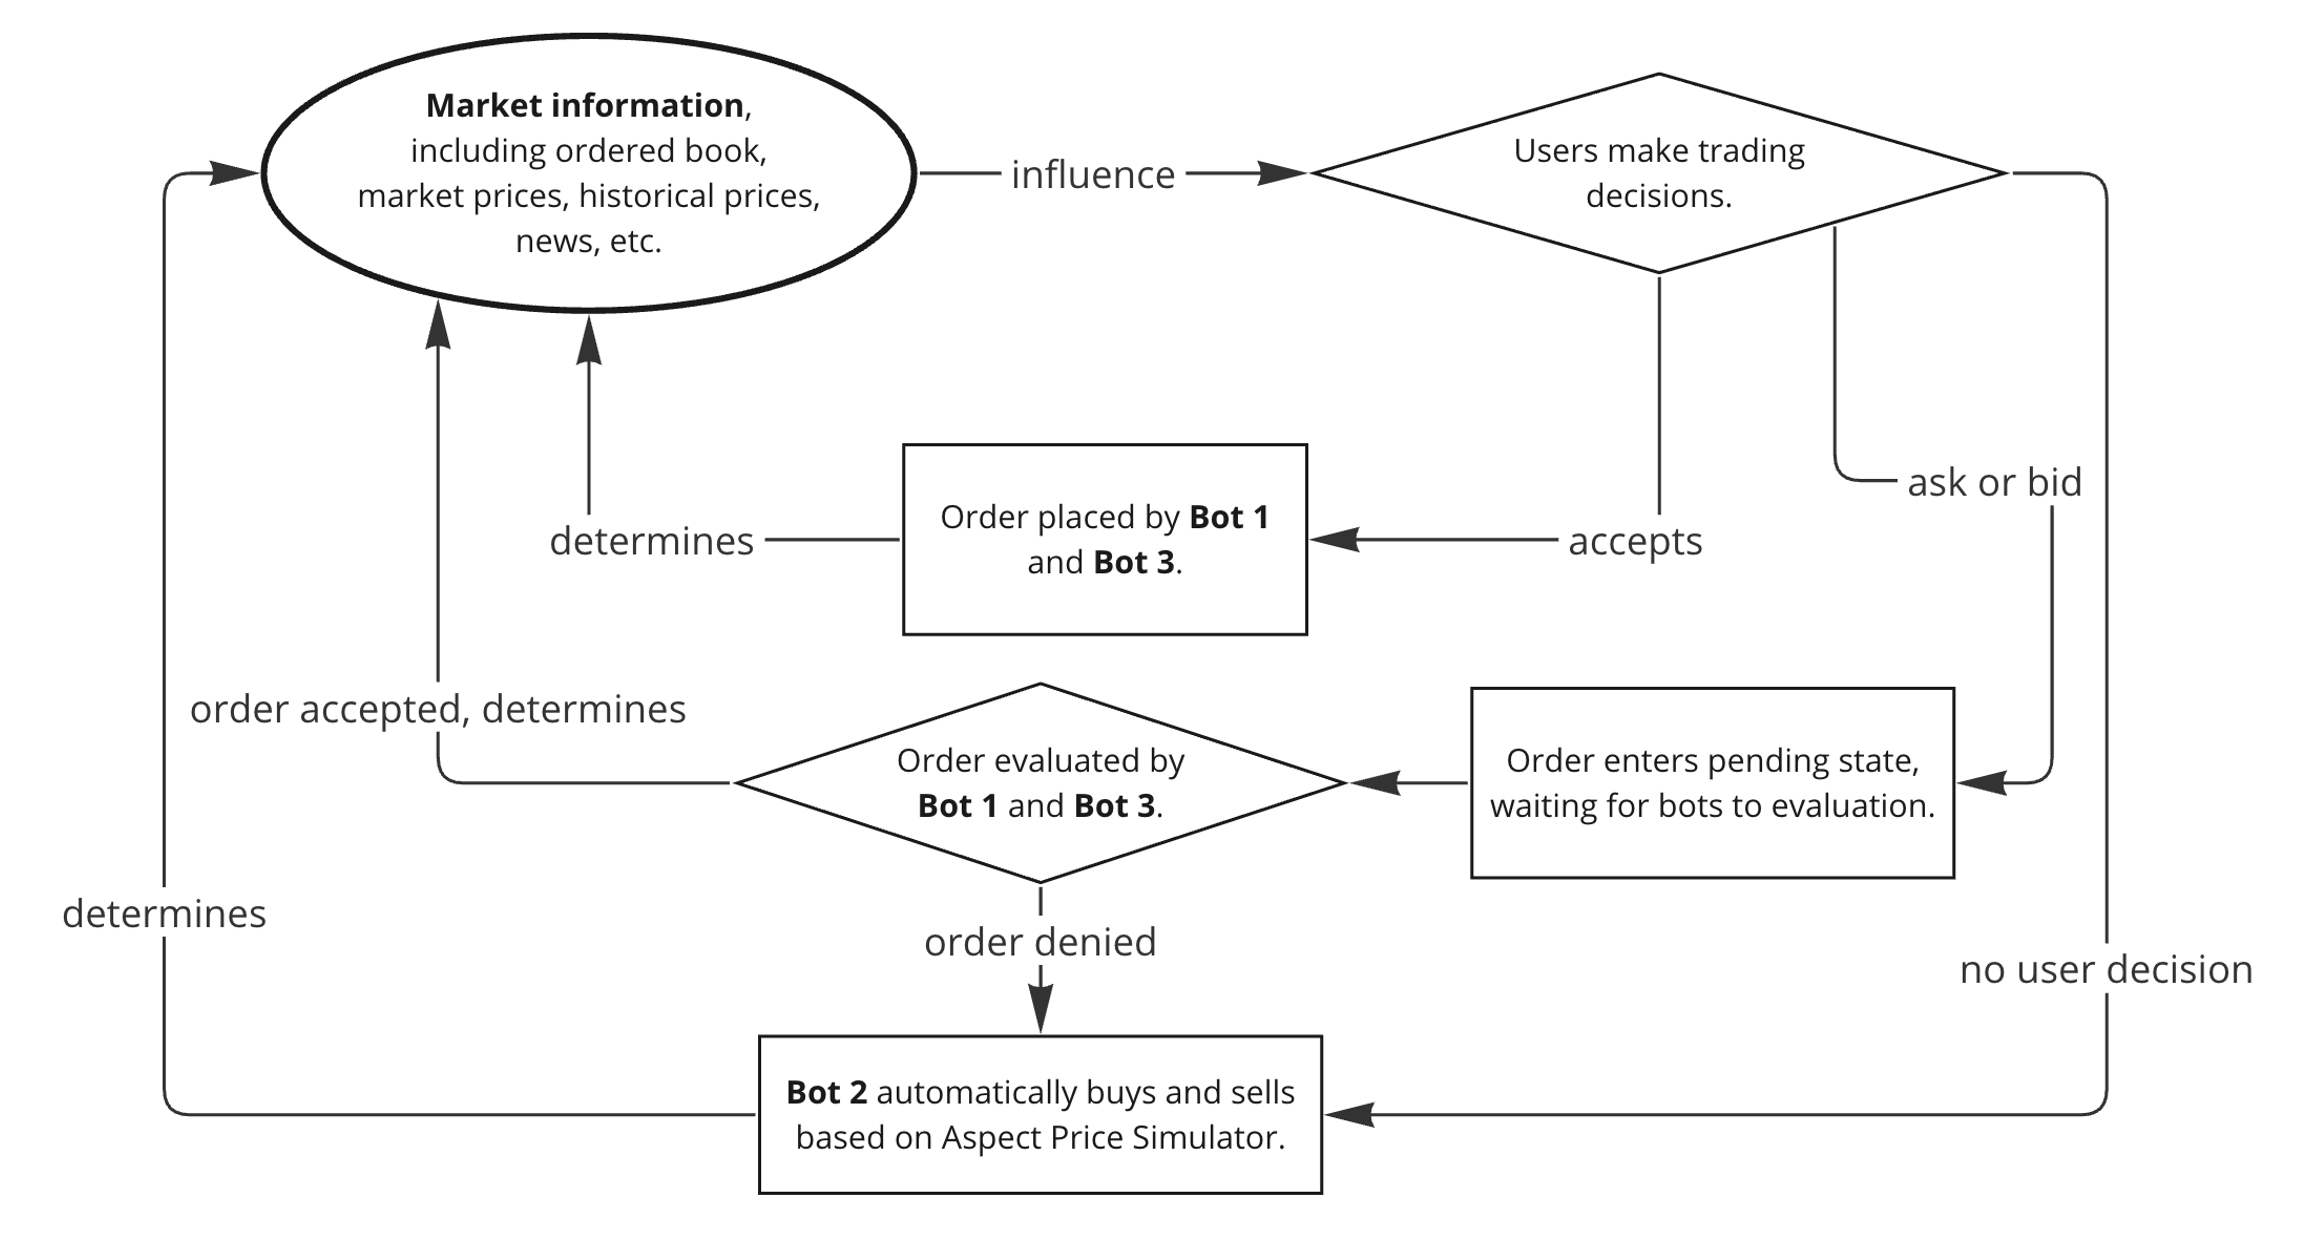 Market information,
including ordered book,
market prices, historical prices,
news, etc.
influence
Users make trading
decisions.
ask or bid
accepts
Order placed by Bot 1
and Bot 3.
determines
order accepted, determines
Order evaluated by
Bot 1 and Bot 3.
Order enters pending state,
waiting for bots to evaluation.
determines
order denied
no user decision
Bot 2 automatically buys and sells
based on Aspect Price Simulator.